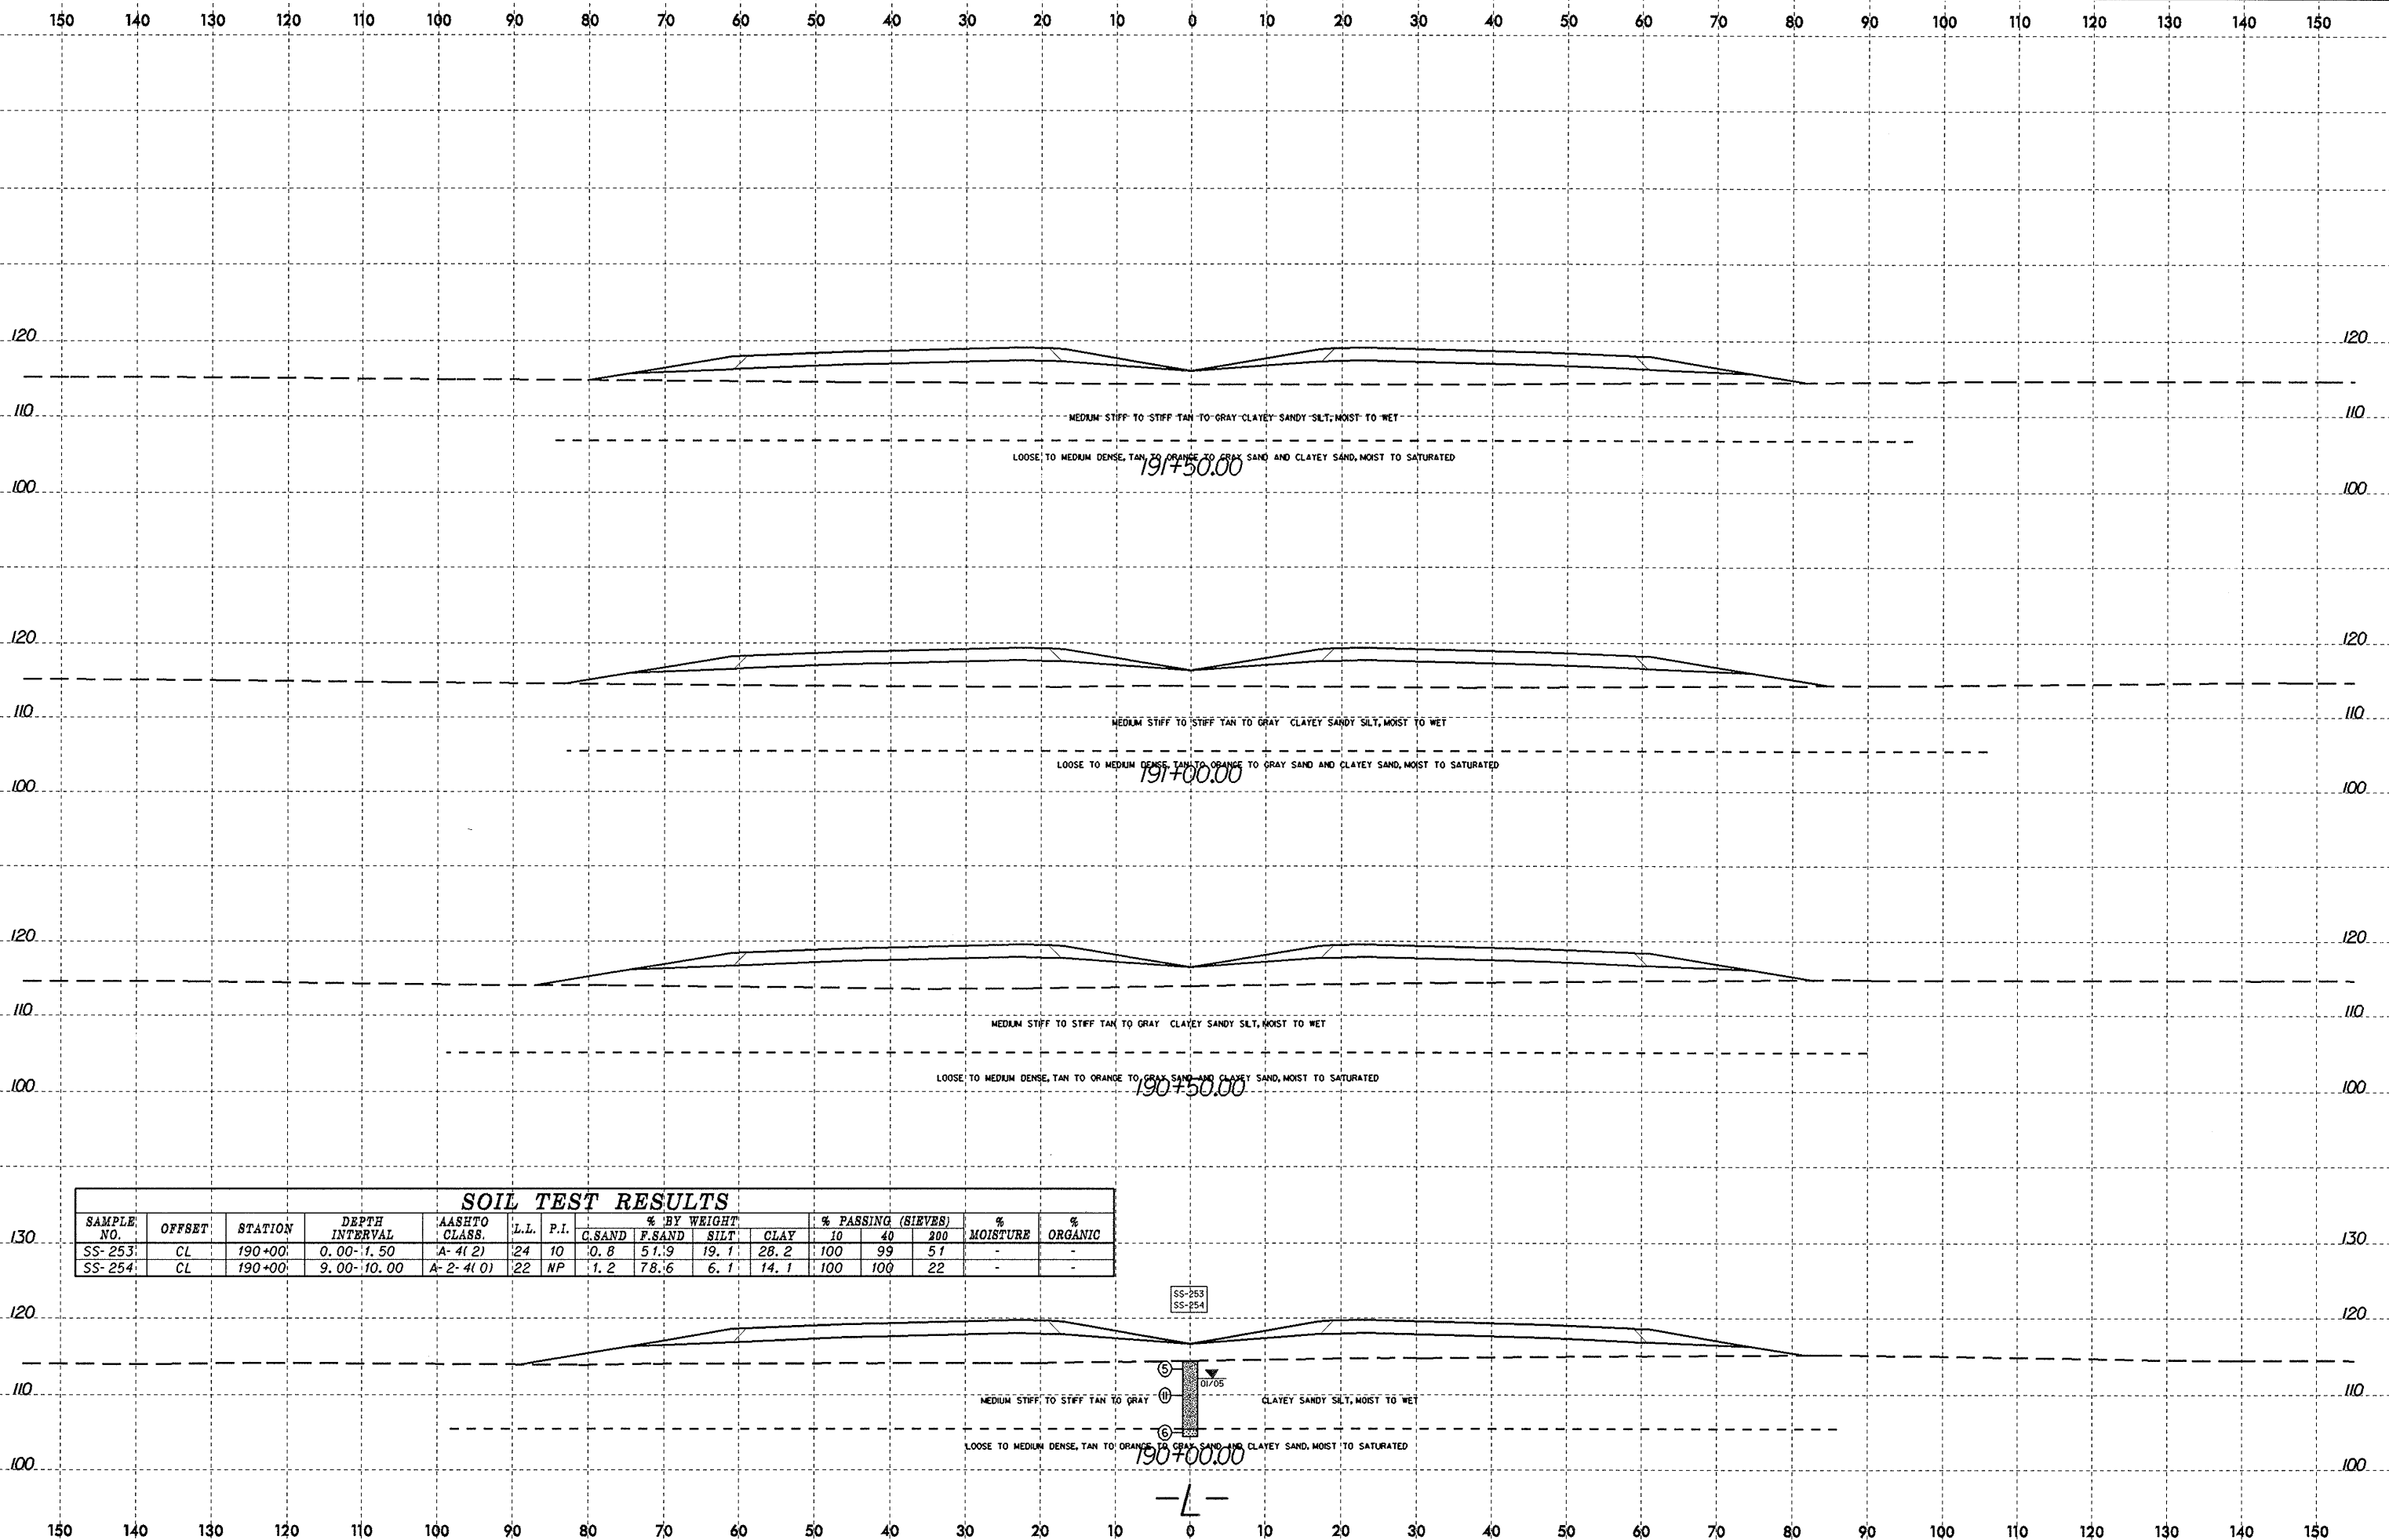 150 140 130 120 110 100 90 80 70 60 50 40 30 20 10 0 10 20 30 40 50 60 70 80 90 100 110 120 130 140 150
120 120
110 110
MEDIUM STIFF TO STIFF TAN TO GRAY CLAYEY SANDY SILT, MOIST TO WET
LOOSE TO MEDIUM DENSE, TAN TO ORANGE TO GRAY SAND AND CLAYEY SAND, MOIST TO SATURATED
191+50.00
100 100
120 120
110 110
MEDIUM STIFF TO STIFF TAN TO GRAY CLAYEY SANDY SILT, MOIST TO WET
LOOSE TO MEDIUM DENSE, TAN TO ORANGE TO GRAY SAND AND CLAYEY SAND, MOIST TO SATURATED
191+00.00
100 100
120 120
110 110
MEDIUM STIFF TO STIFF TAN TO GRAY CLAYEY SANDY SILT, MOIST TO WET
LOOSE TO MEDIUM DENSE, TAN TO ORANGE TO GRAY SAND AND CLAYEY SAND, MOIST TO SATURATED
190+50.00
100 100
SOIL TEST RESULTS
SAMPLE NO. OFFSET STATION DEPTH INTERVAL AASHTO CLASS. L.L. P.I. % BY WEIGHT C.SAND F.SAND SILT CLAY % PASSING (SIEVES) 10 40 200 % MOISTURE % ORGANIC
SS-253 CL 190+00 0.00-1.50 A-4(2) 24 10 0.8 51.9 19.1 28.2 100 99 51 - -
SS-254 CL 190+00 9.00-10.00 A-2-4(0) 22 NP 1.2 78.6 6.1 14.1 100 100 22 - -
130 130
SS-253
SS-254
120 120
5
01/05
110 11 110
MEDIUM STIFF TO STIFF TAN TO GRAY CLAYEY SANDY SILT, MOIST TO WET
6
LOOSE TO MEDIUM DENSE, TAN TO ORANGE TO GRAY SAND AND CLAYEY SAND, MOIST TO SATURATED
190+00.00
100 100
-L-
150 140 130 120 110 100 90 80 70 60 50 40 30 20 10 0 10 20 30 40 50 60 70 80 90 100 110 120 130 140 150